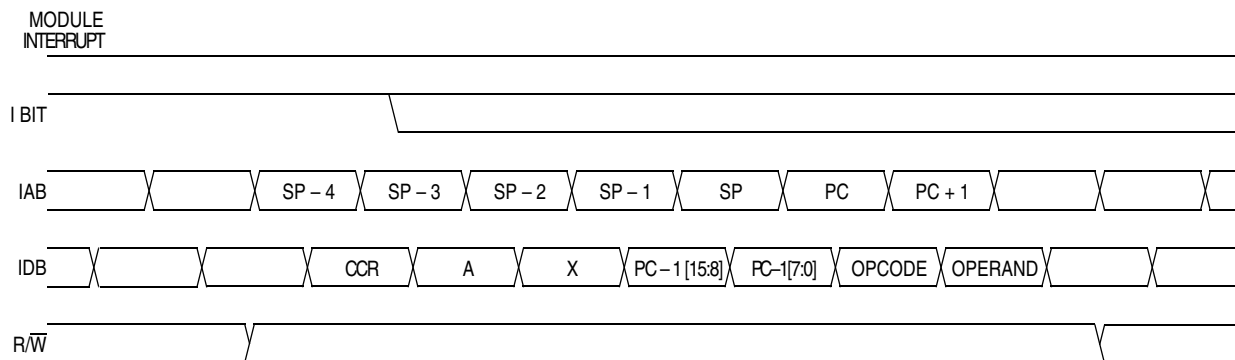 MODULE
INTERRUPT
I BIT
IAB SP – 4 SP – 3 SP – 2 SP – 1 SP PC PC + 1
IDB CCR A X PC – 1 [15:8] PC–1[7:0] OPCODE OPERAND
R/W̅